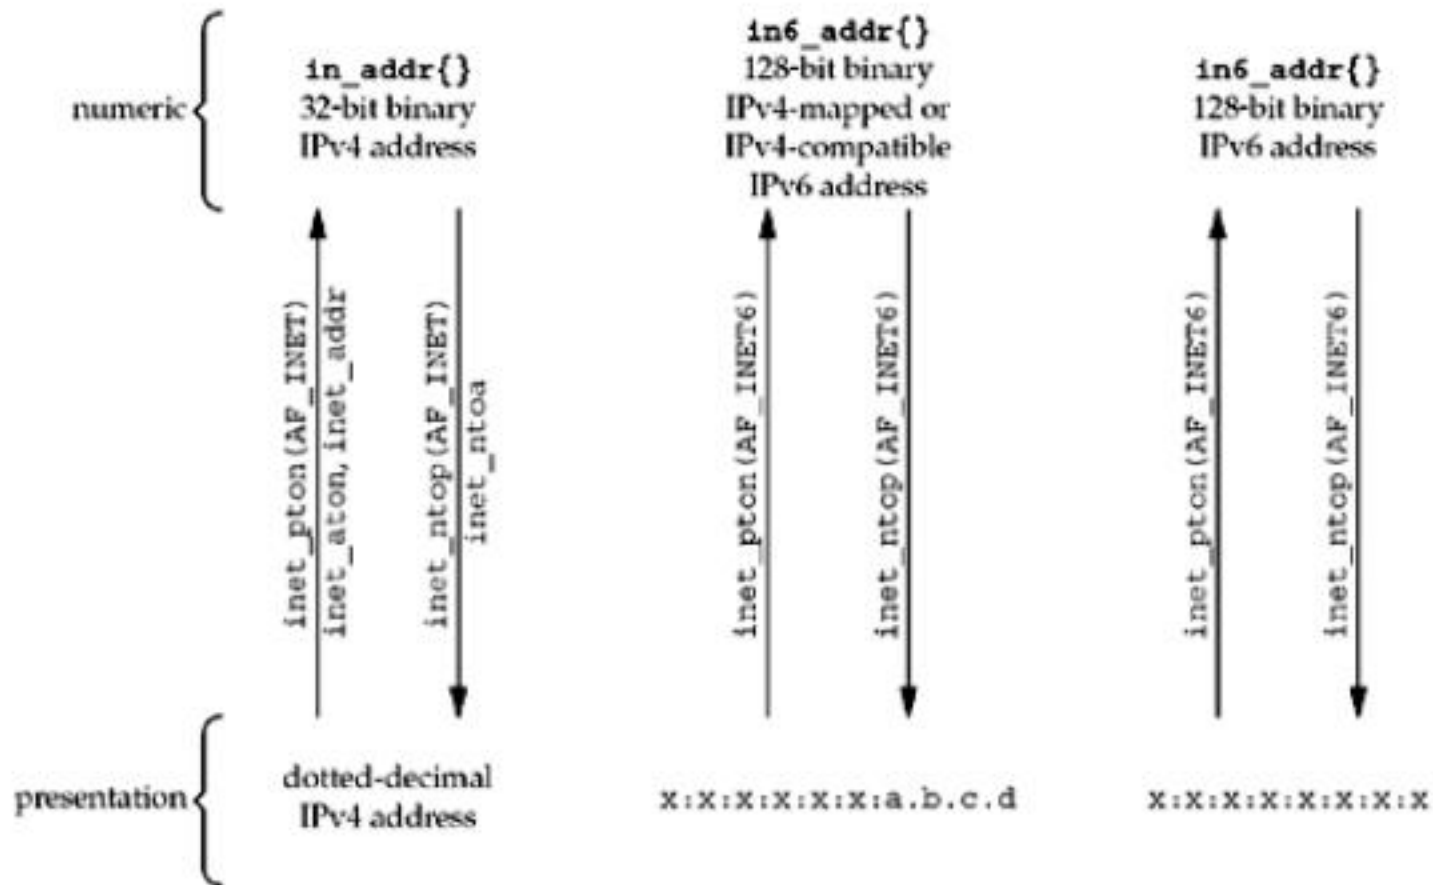 numeric
in_addr{}
32-bit binary
IPv4 address
in6_addr{}
128-bit binary
IPv4-mapped or
IPv4-compatible
IPv6 address
in6_addr{}
128-bit binary
IPv6 address
inet_pton(AF_INET)
inet_aton,inet_addr
inet_ntop(AF_INET)
inet_ntoa
inet_pton(AF_INET6)
inet_ntop(AF_INET6)
inet_pton(AF_INET6)
inet_ntop(AF_INET6)
presentation
dotted-decimal
IPv4 address
x:x:x:x:x:x:a.b.c.d
x:x:x:x:x:x:x:x